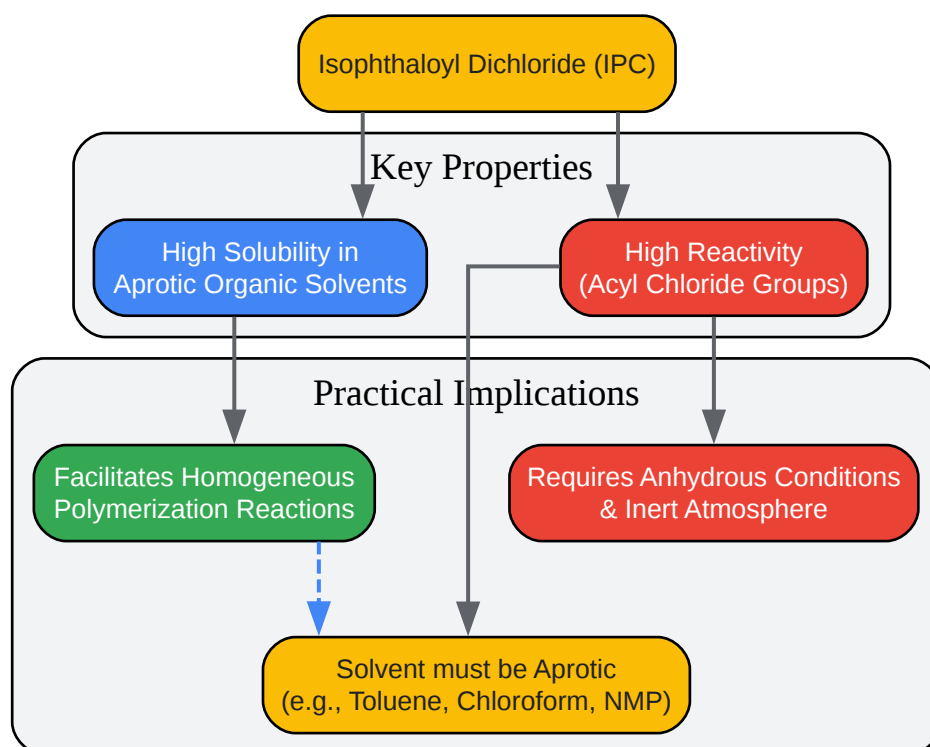 Isophthaloyl Dichloride (IPC)
Key Properties
High Solubility in
Aprotic Organic Solvents
High Reactivity
(Acyl Chloride Groups)
Practical Implications
Facilitates Homogeneous
Polymerization Reactions
Requires Anhydrous Conditions
& Inert Atmosphere
Solvent must be Aprotic
(e.g., Toluene, Chloroform, NMP)